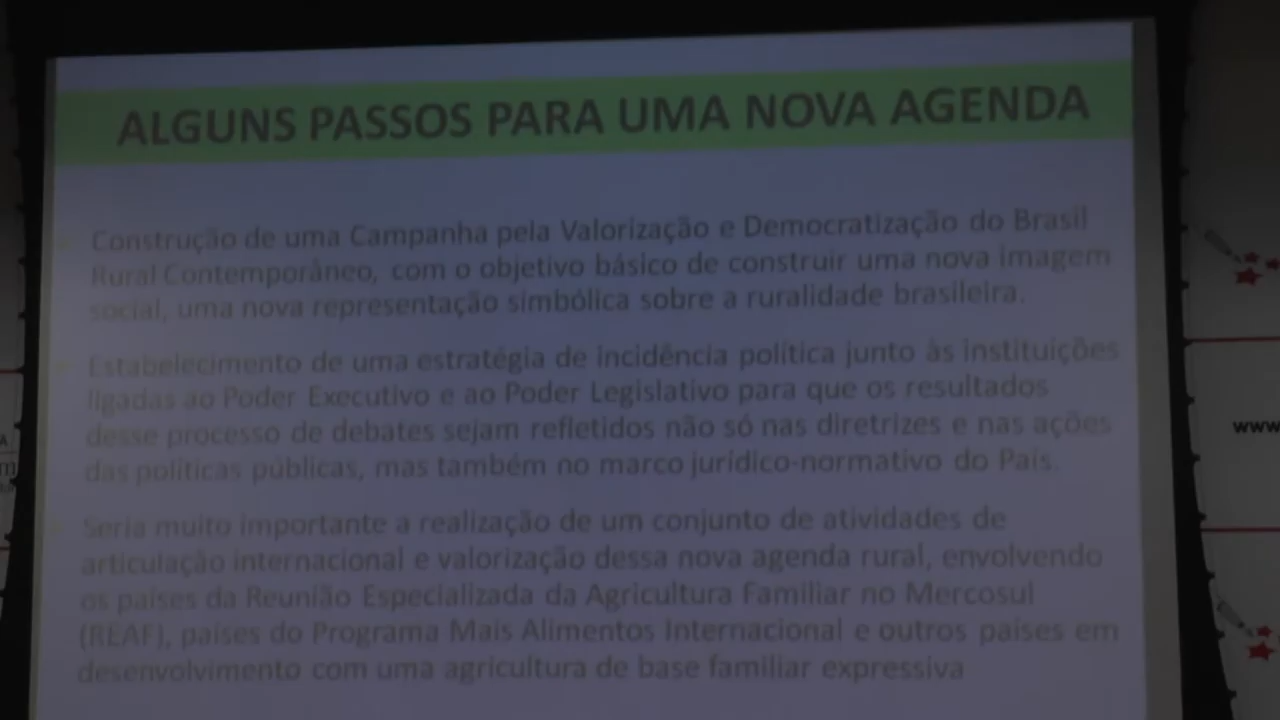 ALGUNS PASSOS PARA UMA NOVA AGENDA
Construção de uma Campanha pela Valorização e Democratização do Brasil
Rural Contemporâneo, com o objetivo básico de construir uma nova imagem
social, uma nova representação simbólica sobre a ruralidade brasileira.
Estabelecimento de uma estratégia de incidência política junto às instituições
ligadas ao Poder Executivo e ao Poder Legislativo para que os resultados
desse processo de debates sejam refletidos não só nas diretrizes e nas ações
das políticas públicas, mas também no marco jurídico-normativo do País.
Seria muito importante a realização de um conjunto de atividades de
articulação internacional e valorização dessa nova agenda rural, envolvendo
os países da Reunião Especializada da Agricultura Familiar no Mercosul
(REAF), países do Programa Mais Alimentos Internacional e outros países em
desenvolvimento com uma agricultura de base familiar expressiva
www